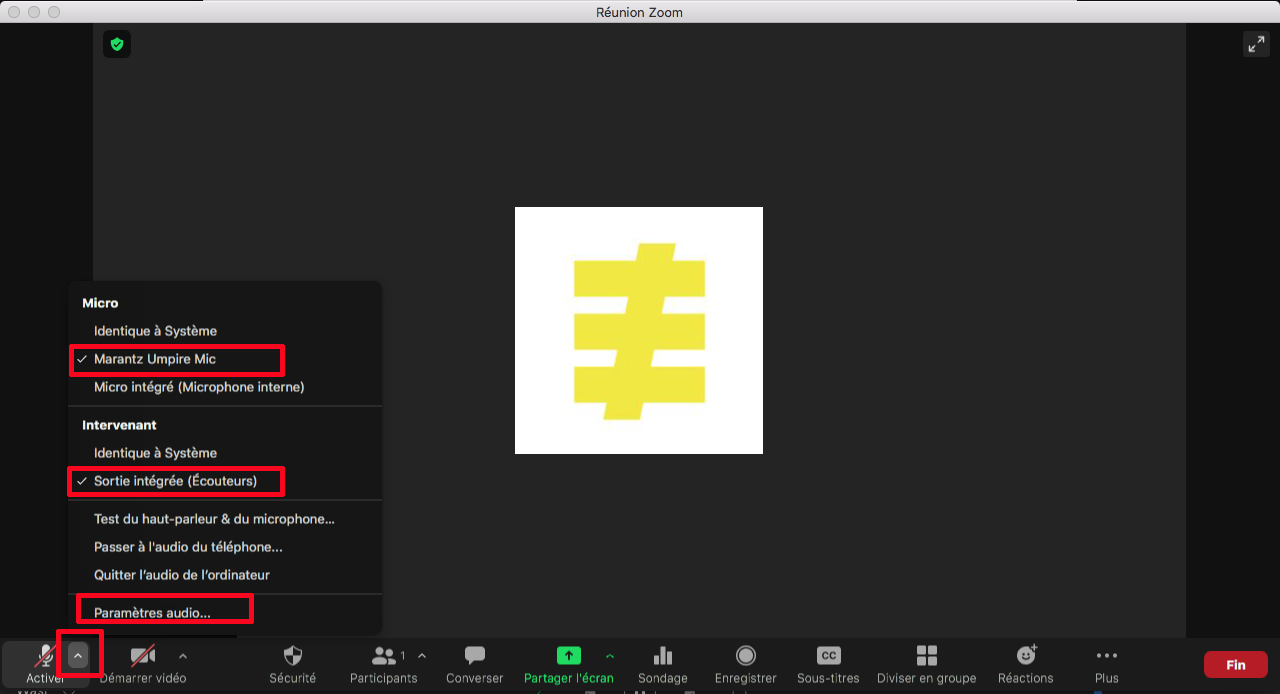 Réunion Zoom
Micro
Identique à Système
Marantz Umpire Mic
Micro intégré (Microphone interne)
Intervenant
Identique à Système
Sortie intégrée (Écouteurs)
Test du haut-parleur & du microphone...
Passer à l'audio du téléphone...
Quitter l’audio de l’ordinateur
Paramètres audio...
1
CC
Activer
Démarrer vidéo
Sécurité
Participants
Converser
Partager l'écran
Sondage
Enregistrer
Sous-titres
Diviser en groupe
Réactions
Plus
Fin